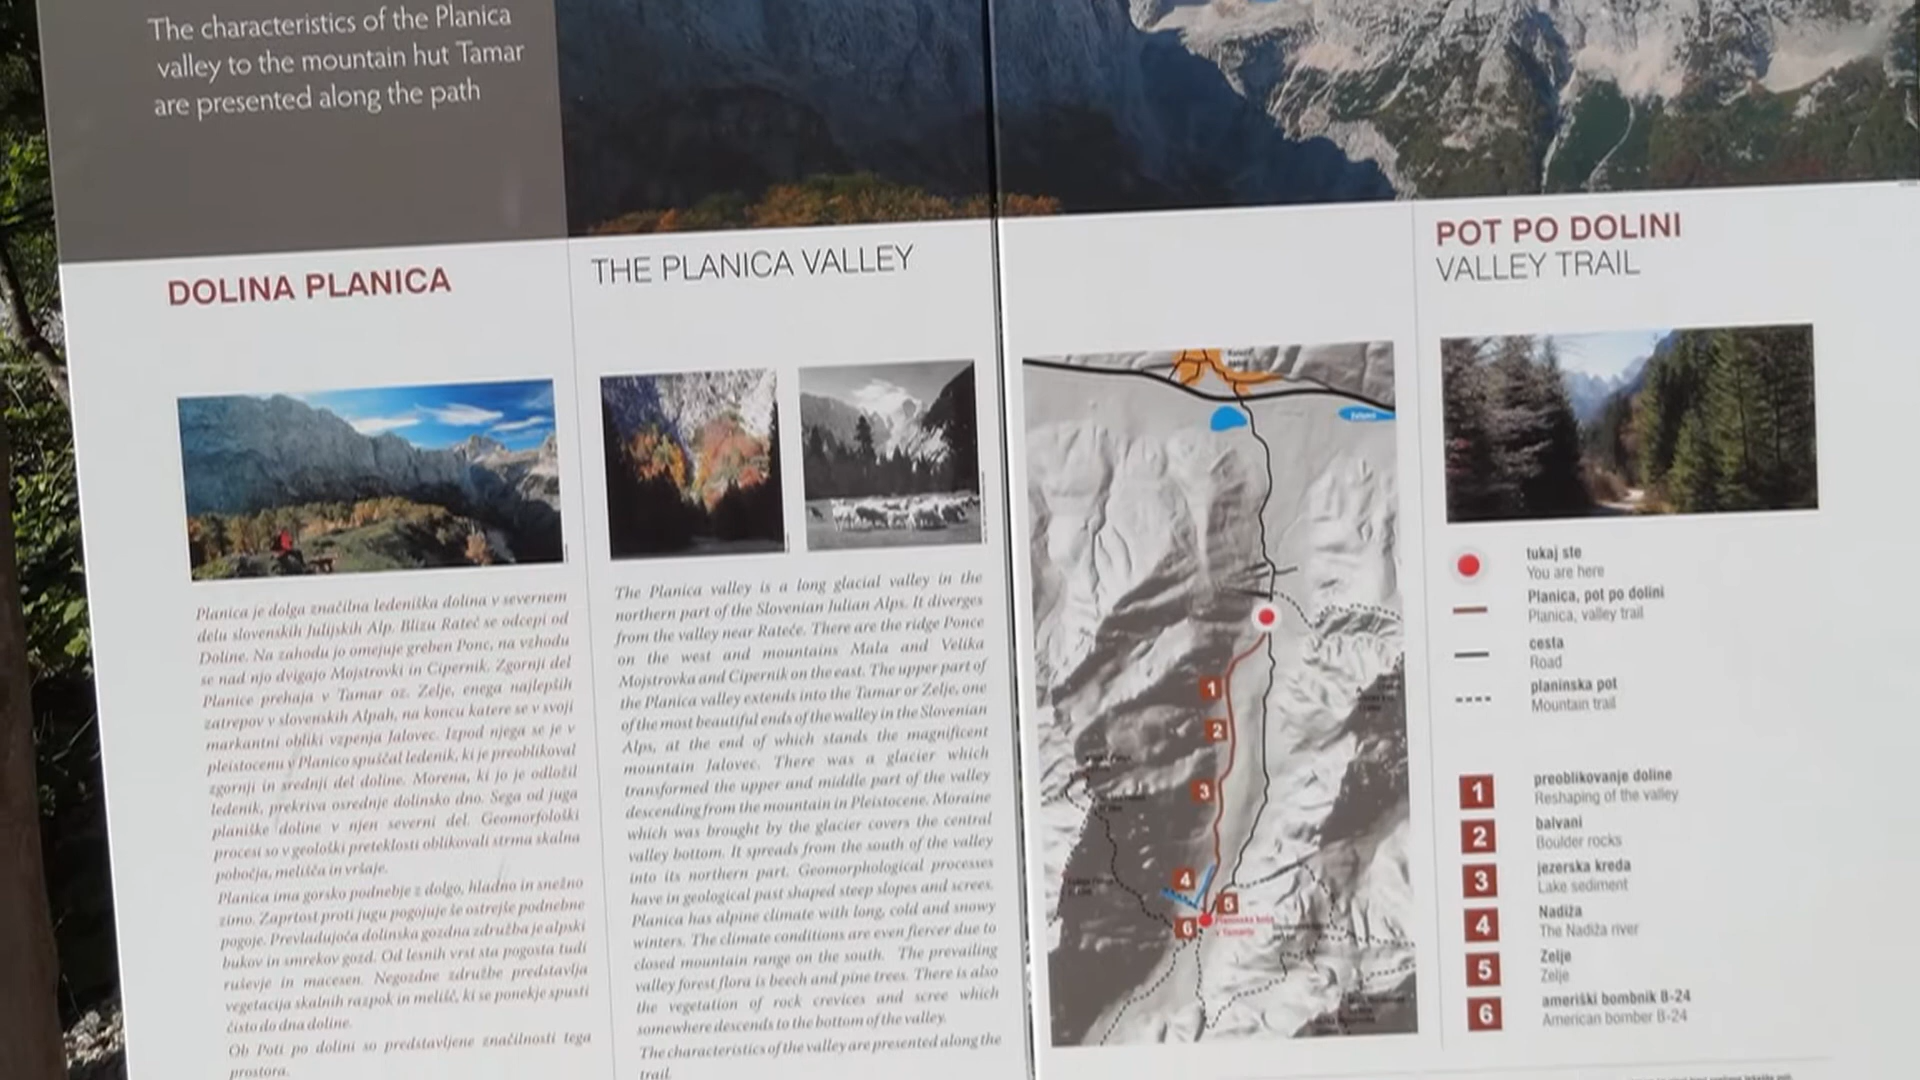 The characteristics of the Planica
valley to the mountain hut Tamar
are presented along the path
DOLINA PLANICA
Planica je dolga značilna ledeniška dolina v severnem
delu slovenskih Julijskih Alp. Blizu Rateč se odcepi od
Doline. Na zahodu jo omejuje greben Ponc, na vzhodu
se nad njo dvigajo Mojstrovki in Ciprnik. Zgornji del
Planice prehaja v Tamar oz. Zelje, enega najlepših
zatrepov v slovenskih Alpah, na koncu katere se v svoji
markantni obliki vzpenja Jalovec. Izpod njega se je v
pleistocenu v Planico spuščal ledenik, ki je preoblikoval
zgornji in srednji del doline. Morena, ki jo je odložil
ledenik, prekriva osrednje dolinsko dno. Sega od juga
planiške doline v njen severni del. Geomorfološki
procesi so v geološki preteklosti oblikovali strma skalna
pobočja, melišča in vršaje.
Planica ima gorsko podnebje z dolgo, hladno in snežno
zimo. Zaprtost proti jugu pogojuje še ostrejše podnebne
pogoje. Prevladujoča dolinska gozdna združba je alpski
bukov in smrekov gozd. Od lesnih vrst sta pogosta tudi
ruševje in macesen. Negozdne združbe predstavlja
vegetacija skalnih razpok in melišč, ki se ponekje spusti
čisto do dna doline.
Ob Poti po dolini so predstavljene značilnosti tega
prostora.
THE PLANICA VALLEY
The Planica valley is a long glacial valley in the
northern part of the Slovenian Julian Alps. It diverges
from the valley near Rateče. There are the ridge Ponce
on the west and mountains Mala and Velika
Mojstrovka and Cipernik on the east. The upper part of
the Planica valley extends into the Tamar or Zelje, one
of the most beautiful ends of the walley in the Slovenian
Alps, at the end of which stands the magnificent
mountain Jalovec. There was a glacier which
transformed the upper and middle part of the valley
descending from the mountain in Pleistocene. Moraine
which was brought by the glacier covers the central
valley bottom. It spreads from the south of the valley
into its northern part. Geomorphological processes
have in geological past shaped steep slopes and screes.
Planica has alpine climate with long, cold and snowy
winters. The climate conditions are even fiercer due to
closed mountain range on the south. The prevailing
valley forest flora is beech and pine trees. There is also
the vegetation of rock crevices and scree which
somewhere descends to the bottom of the valley.
The characteristics of the valley are presented along the
trail.
1
2
3
4
5
6
Planinska koča
v Tamarju
POT PO DOLINI
VALLEY TRAIL
tukaj ste
You are here
Planica, pot po dolini
Planica, valley trail
cesta
Road
planinska pot
Mountain trail
1 preoblikovanje doline
Reshaping of the valley
2 balvani
Boulder rocks
3 jezerska kreda
Lake sediment
4 Nadiža
The Nadiža river
5 Zelje
Zelje
6 ameriški bombnik B-24
American bomber B-24